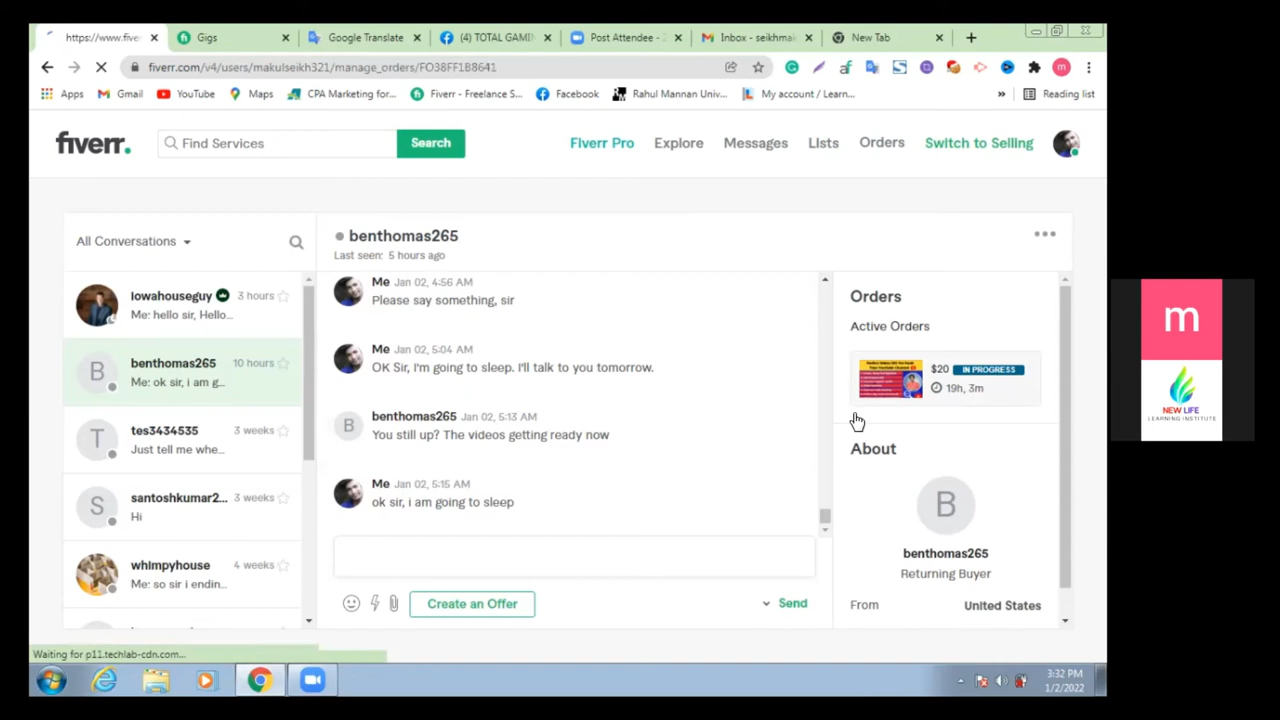 https://www.fiver
Gigs
Google Translate
(4) TOTAL GAMIN
Post Attendee - Z
Inbox - seikhmak
New Tab
fiverr.com/v4/users/makulseikh321/manage_orders/FO38FF1B8641
m
Apps
Gmail
YouTube
Maps
CPA Marketing for...
Fiverr - Freelance S...
Facebook
Rahul Mannan Univ...
My account / Learn...
»
Reading list
fiverr.
Find Services
Search
Fiverr Pro
Explore
Messages
Lists
Orders
Switch to Selling
All Conversations
Iowahouseguy
3 hours
Me: hello sir, Hello...
B
benthomas265
10 hours
Me: ok sir, i am g...
T
tes3434535
3 weeks
Just tell me whe...
S
santoshkumar2...
3 weeks
Hi
whimpyhouse
4 weeks
Me: so sir i endin...
benthomas265
Last seen: 5 hours ago
Me Jan 02, 4:56 AM
Please say something, sir
Me Jan 02, 5:04 AM
OK Sir, I'm going to sleep. I'll talk to you tomorrow.
B
benthomas265 Jan 02, 5:13 AM
You still up? The videos getting ready now
Me Jan 02, 5:15 AM
ok sir, i am going to sleep
Create an Offer
Send
Orders
Active Orders
$20 IN PROGRESS
19h, 3m
About
B
benthomas265
Returning Buyer
From United States
Waiting for p11.techlab-cdn.com...
3:32 PM
1/2/2022
m
NEW LIFE
LEARNING INSTITUTE